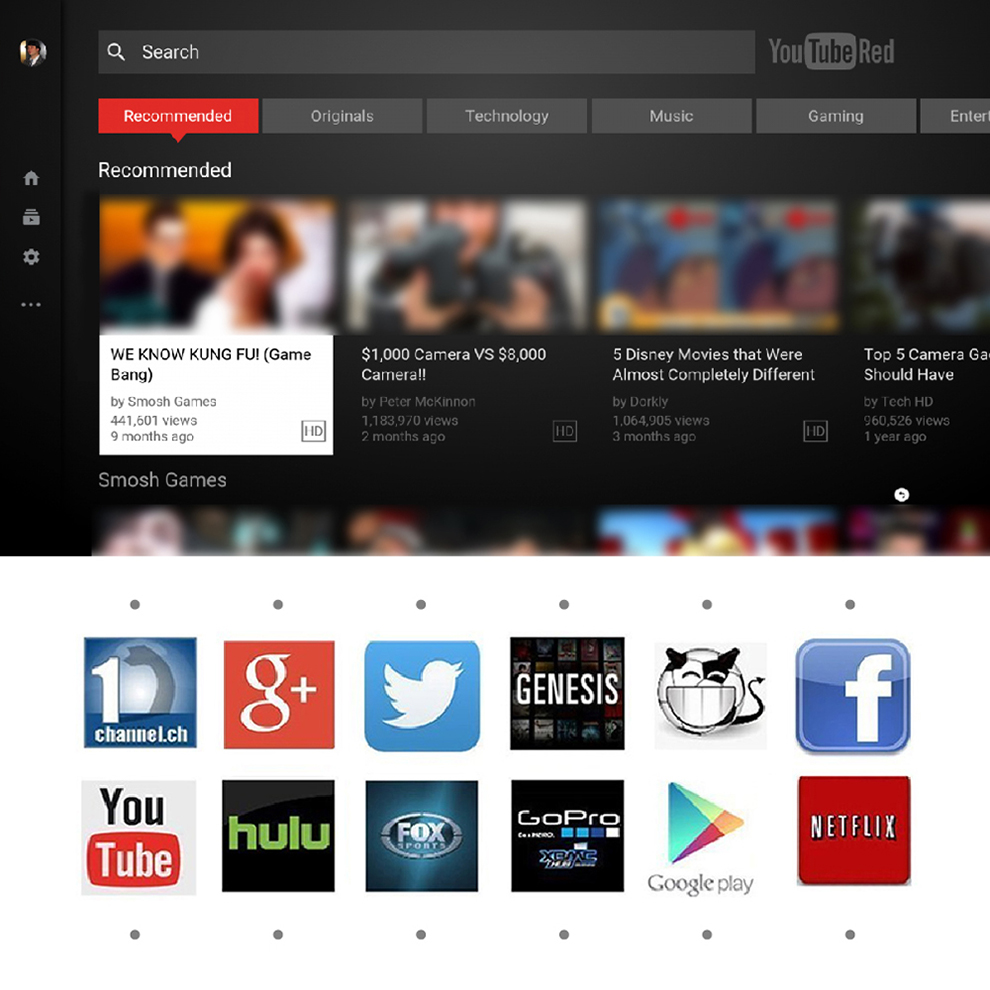 Search
YouTube Red
Recommended
Originals
Technology
Music
Gaming
Recommended
WE KNOW KUNG FU! (Game
Bang)
by Smosh Games
441,601 views
9 months ago
HD
$1,000 Camera VS $8,000
Camera!!
by Peter McKinnon
1,183,970 views
2 months ago
HD
5 Disney Movies that Were
Almost Completely Different
by Dorkly
1,064,905 views
3 months ago
HD
Top 5 Camera
Should Have
by Tech HD
960,526 views
1 year ago
Smosh Games
1
channel.ch
g+
GENESIS
f
You
Tube
hulu
FOX
SPORTS
GoPro
Be a HERO.
XBMC
HUB
Google play
NETFLIX